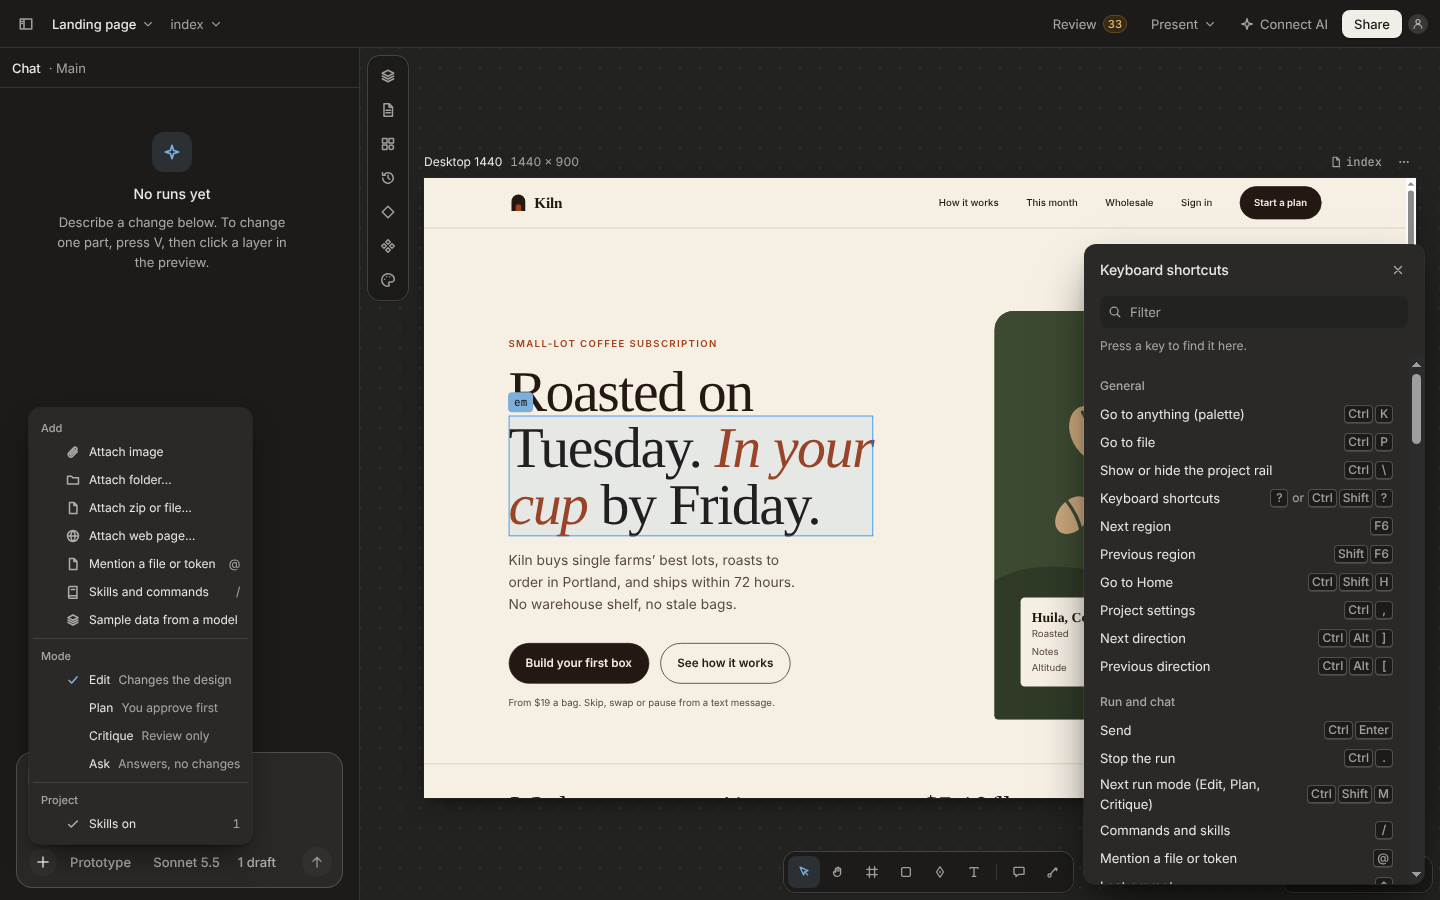 Landing page
index
Review 33
Present
Connect AI
Share
Chat · Main
No runs yet
Describe a change below. To change
one part, press V, then click a layer in
the preview.
Add
Attach image
Attach folder...
Attach zip or file...
Attach web page...
Mention a file or token @
Skills and commands /
Sample data from a model
Mode
Edit Changes the design
Plan You approve first
Critique Review only
Ask Answers, no changes
Project
Skills on 1
Prototype Sonnet 5.5 1 draft
Desktop 1440 1440 × 900
index
Kiln
How it works
This month
Wholesale
Sign in
Start a plan
SMALL-LOT COFFEE SUBSCRIPTION
Roasted on
em
Tuesday. In your
cup by Friday.
Kiln buys single farms’ best lots, roasts to
order in Portland, and ships within 72 hours.
No warehouse shelf, no stale bags.
Build your first box
See how it works
From $19 a bag. Skip, swap or pause from a text message.
Huila,
Roasted
Notes
Altitude
Keyboard shortcuts
Filter
Press a key to find it here.
General
Go to anything (palette) Ctrl K
Go to file Ctrl P
Show or hide the project rail Ctrl \
Keyboard shortcuts ? or Ctrl Shift ?
Next region F6
Previous region Shift F6
Go to Home Ctrl Shift H
Project settings Ctrl ,
Next direction Ctrl Alt ]
Previous direction Ctrl Alt [
Run and chat
Send Ctrl Enter
Stop the run Ctrl .
Next run mode (Edit, Plan,
Critique) Ctrl Shift M
Commands and skills /
Mention a file or token @